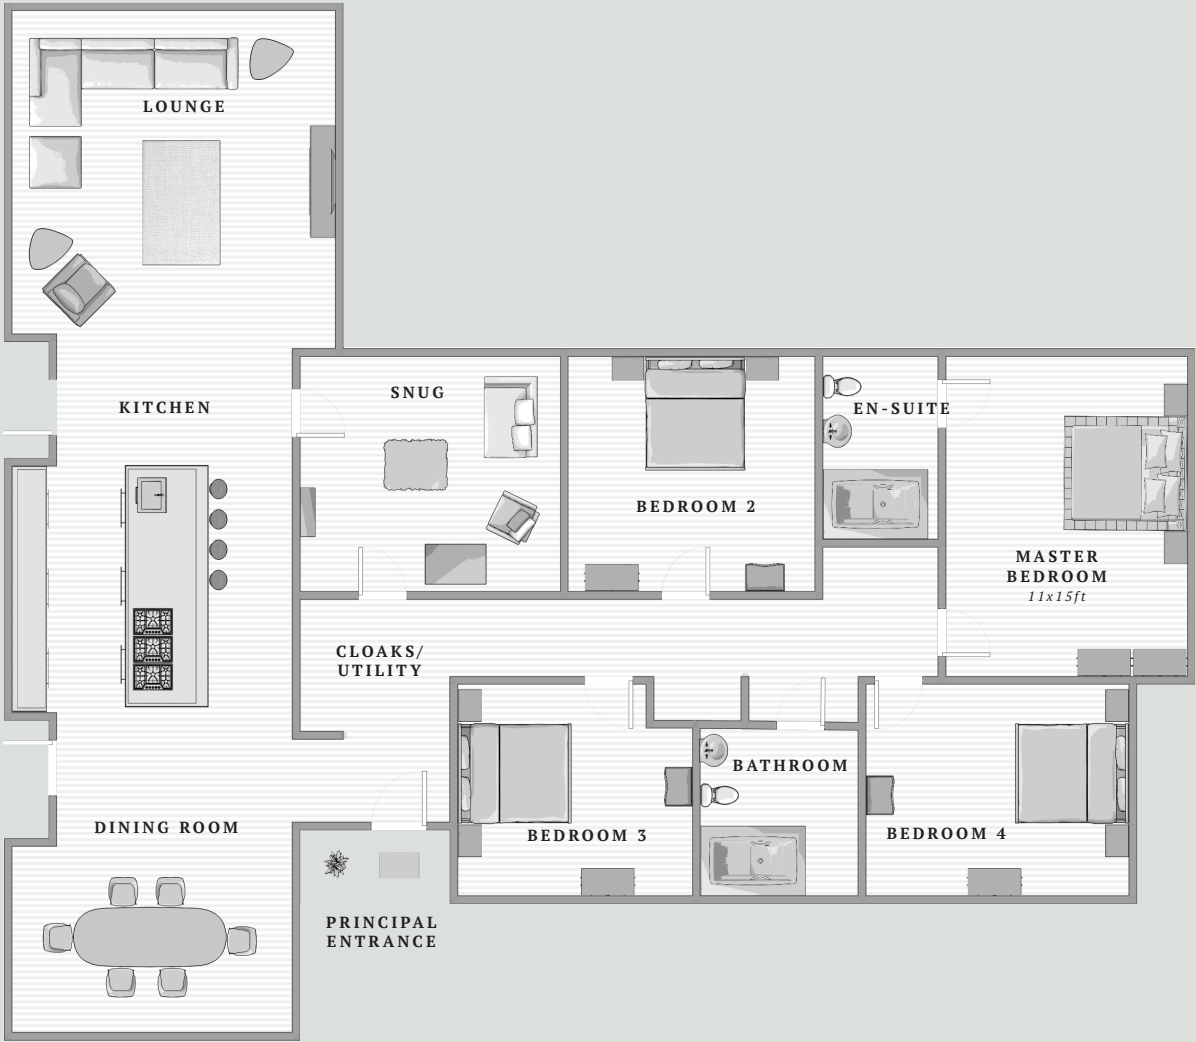 LOUNGE
KITCHEN
SNUG
EN-SUITE
BEDROOM 2
MASTER
BEDROOM
11x15ft
CLOAKS/
UTILITY
BATHROOM
DINING ROOM
BEDROOM 3
BEDROOM 4
PRINCIPAL
ENTRANCE